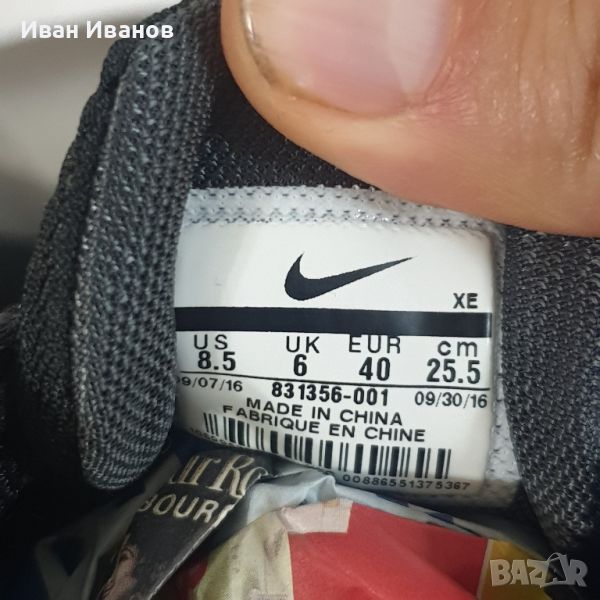 Иван Иванов
XE
US UK EUR cm
8.5 6 40 25.5
09/07/16 831356-001 09/30/16
MADE IN CHINA
FABRIQUE EN CHINE
00886551375367
BAZAR